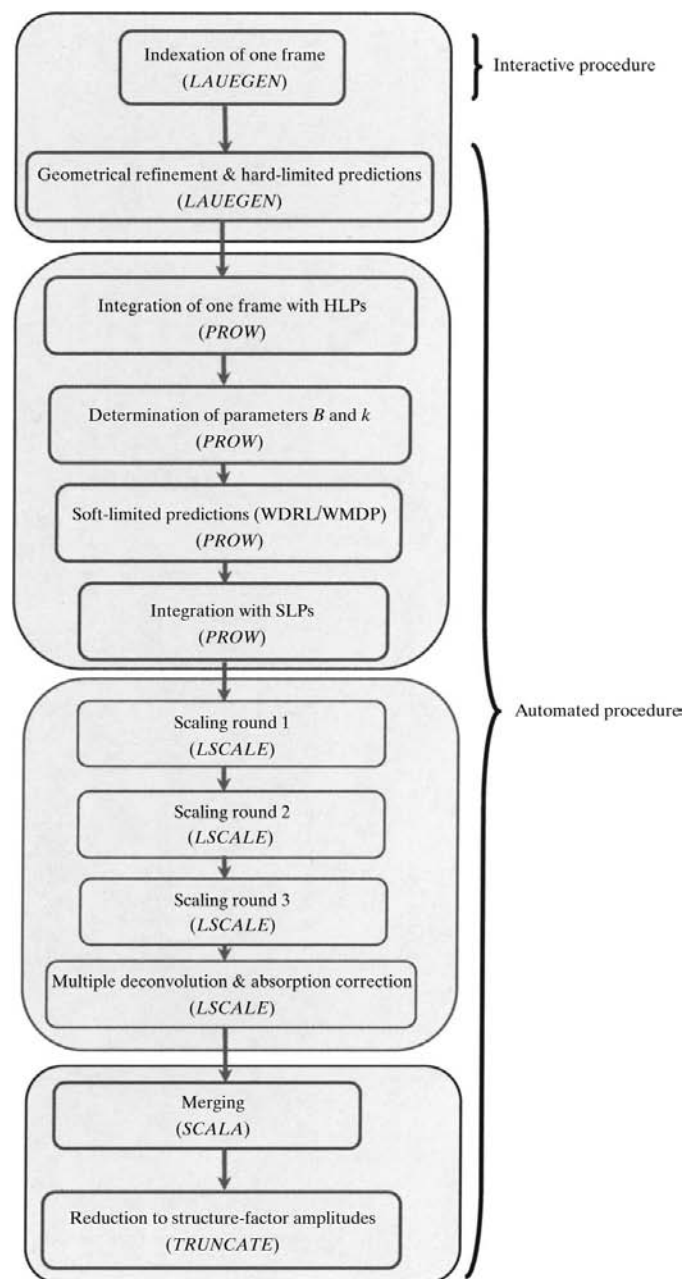 Indexation of one frame
(LAUEGEN)
Interactive procedure
Geometrical refinement & hard-limited predictions
(LAUEGEN)
Integration of one frame with HLPs
(PROW)
Determination of parameters B and k
(PROW)
Soft-limited predictions (WDRL/WMDP)
(PROW)
Integration with SLPs
(PROW)
Automated procedure
Scaling round 1
(LSCALE)
Scaling round 2
(LSCALE)
Scaling round 3
(LSCALE)
Multiple deconvolution & absorption correction
(LSCALE)
Merging
(SCALA)
Reduction to structure-factor amplitudes
(TRUNCATE)